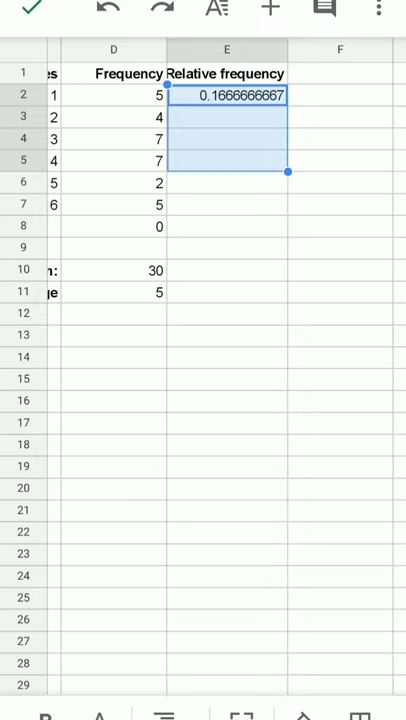 D E F
1 es Frequency Relative frequency
2 1 5 0.1666666667
3 2 4
4 3 7
5 4 7
6 5 2
7 6 5
8 0
9
10 n: 30
11 ge 5
12
13
14
15
16
17
18
19
20
21
22
23
24
25
26
27
28
29